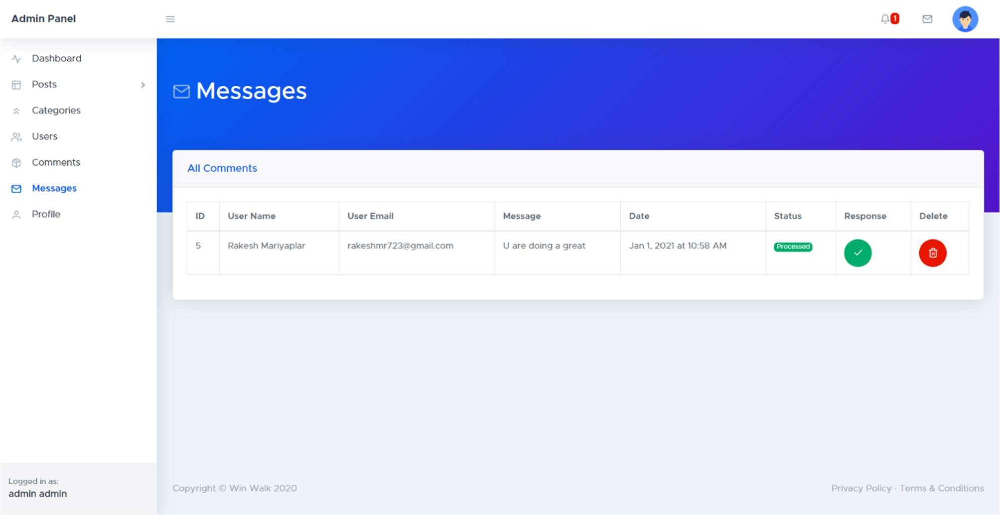 Admin Panel
1
Dashboard
Posts
Categories
Users
Comments
Messages
Profile
Logged in as:
admin admin
Messages
All Comments
ID User Name User Email Message Date Status Response Delete
5 Rakesh Mariyaplar rakeshmr723@gmail.com U are doing a great Jan 1, 2021 at 10:58 AM Processed
Copyright © Win Walk 2020
Privacy Policy · Terms & Conditions